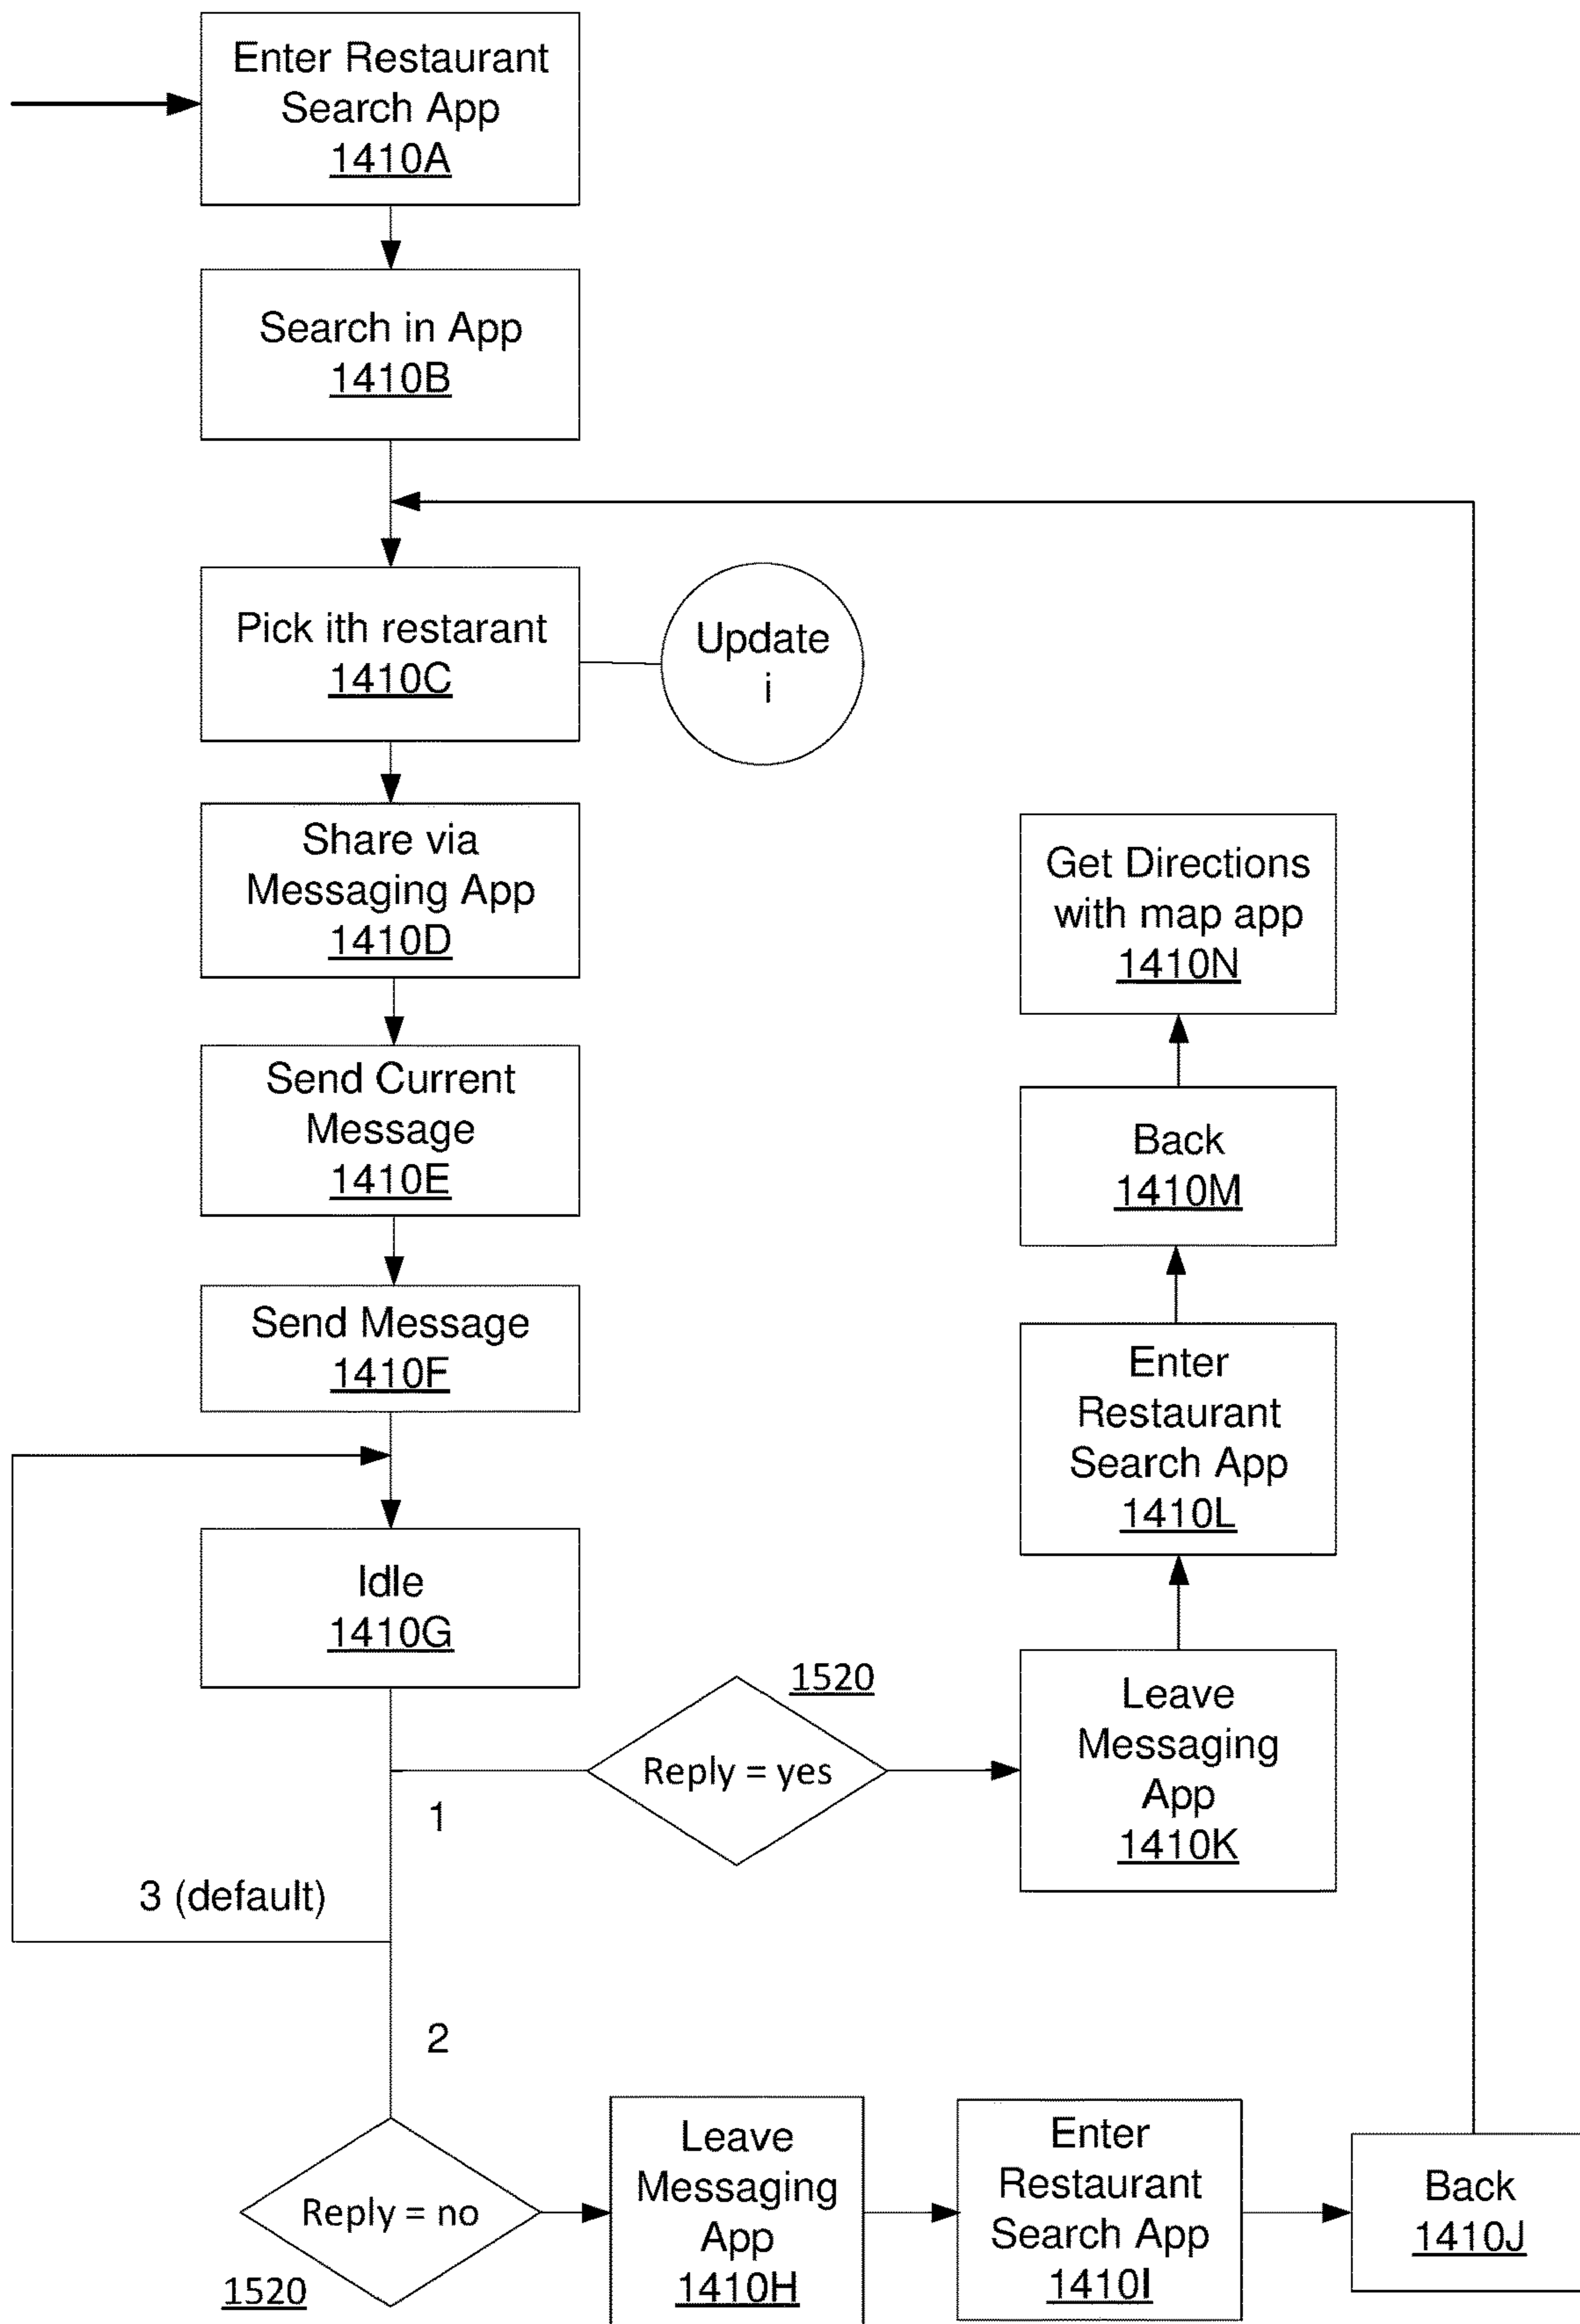 Enter Restaurant
Search App
1410A
Search in App
1410B
Pick ith restarant
1410C
Update
i
Share via
Messaging App
1410D
Send Current
Message
1410E
Send Message
1410F
Idle
1410G
1
3 (default)
2
1520
Reply = yes
Leave
Messaging
App
1410K
Enter
Restaurant
Search App
1410L
Back
1410M
Get Directions
with map app
1410N
Reply = no
1520
Leave
Messaging
App
1410H
Enter
Restaurant
Search App
1410I
Back
1410J